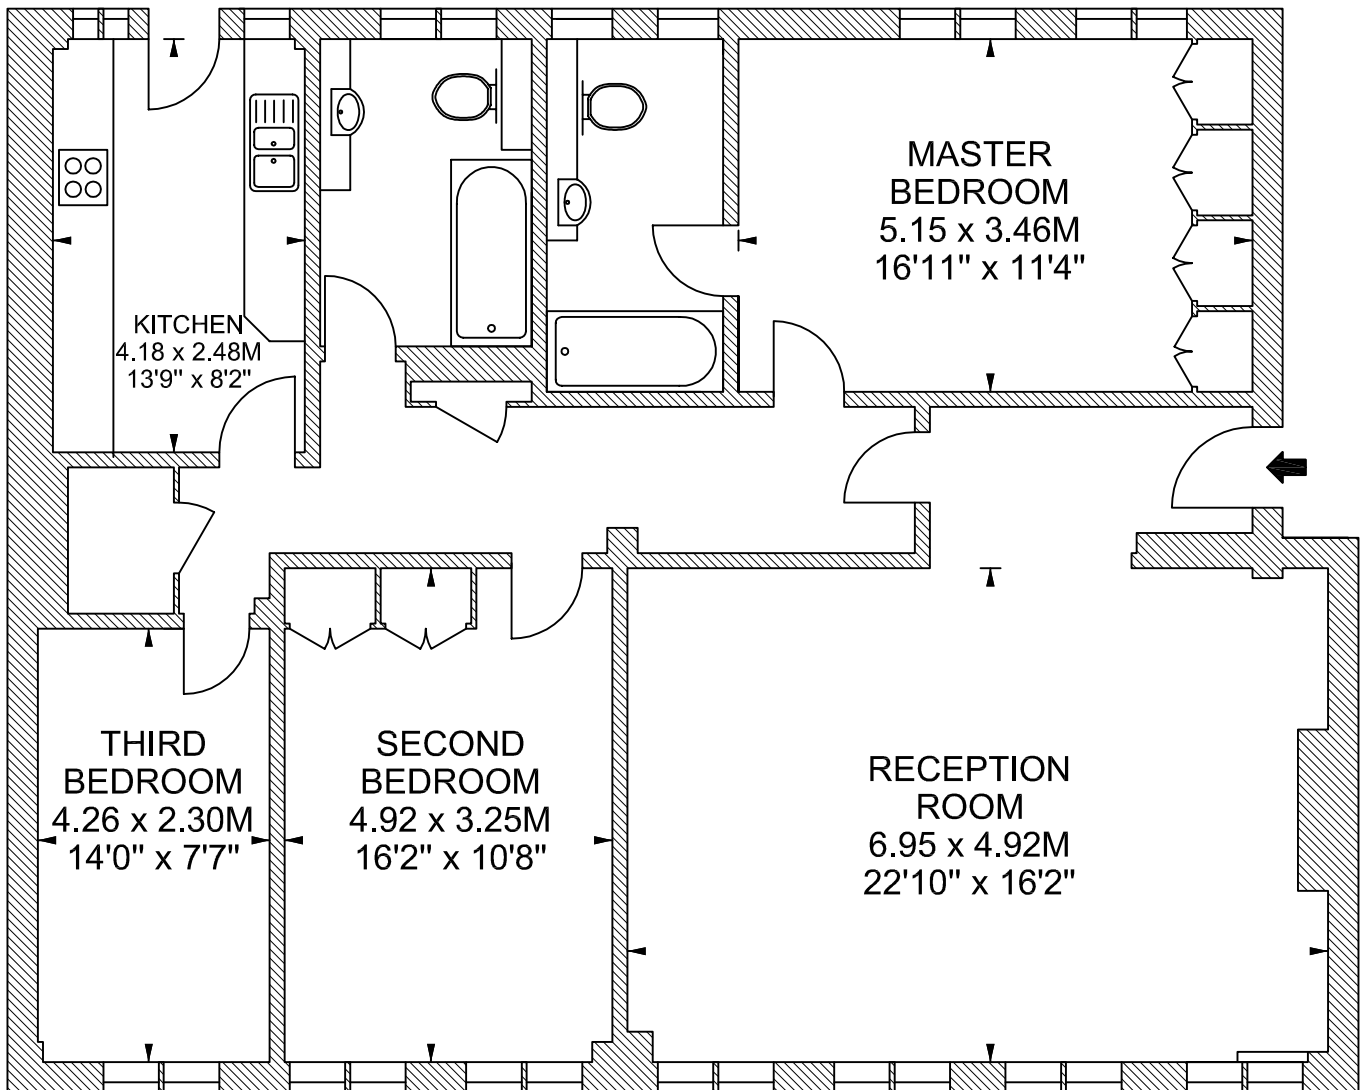 MASTER
BEDROOM
5.15 x 3.46M
16'11" x 11'4"
KITCHEN
4.18 x 2.48M
13'9" x 8'2"
THIRD
BEDROOM
4.26 x 2.30M
14'0" x 7'7"
SECOND
BEDROOM
4.92 x 3.25M
16'2" x 10'8"
RECEPTION
ROOM
6.95 x 4.92M
22'10" x 16'2"